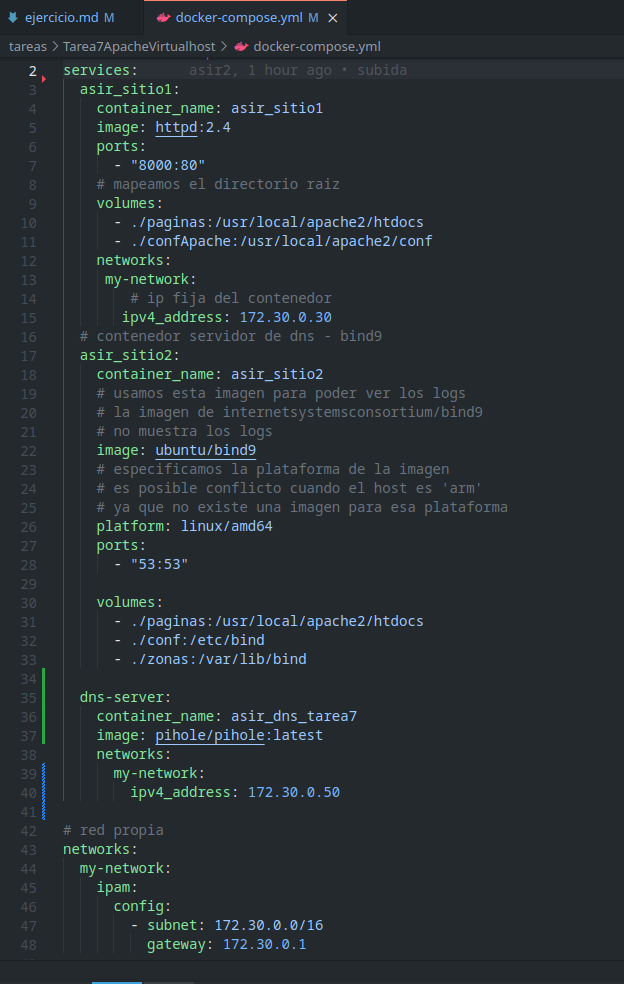 ejercicio.md M
docker-compose.yml M ×
tareas > Tarea7ApacheVirtualhost > docker-compose.yml
2 services: asir2, 1 hour ago • subida
3 asir_sitio1:
4 container_name: asir_sitio1
5 image: httpd:2.4
6 ports:
7 - "8000:80"
8 # mapeamos el directorio raiz
9 volumes:
10 - ./paginas:/usr/local/apache2/htdocs
11 - ./confApache:/usr/local/apache2/conf
12 networks:
13 my-network:
14 # ip fija del contenedor
15 ipv4_address: 172.30.0.30
16 # contenedor servidor de dns - bind9
17 asir_sitio2:
18 container_name: asir_sitio2
19 # usamos esta imagen para poder ver los logs
20 # la imagen de internetsystemsconsortium/bind9
21 # no muestra los logs
22 image: ubuntu/bind9
23 # especificamos la plataforma de la imagen
24 # es posible conflicto cuando el host es 'arm'
25 # ya que no existe una imagen para esa plataforma
26 platform: linux/amd64
27 ports:
28 - "53:53"
29
30 volumes:
31 - ./paginas:/usr/local/apache2/htdocs
32 - ./conf:/etc/bind
33 - ./zonas:/var/lib/bind
34
35 dns-server:
36 container_name: asir_dns_tarea7
37 image: pihole/pihole:latest
38 networks:
39 my-network:
40 ipv4_address: 172.30.0.50
41
42 # red propia
43 networks:
44 my-network:
45 ipam:
46 config:
47 - subnet: 172.30.0.0/16
48 gateway: 172.30.0.1